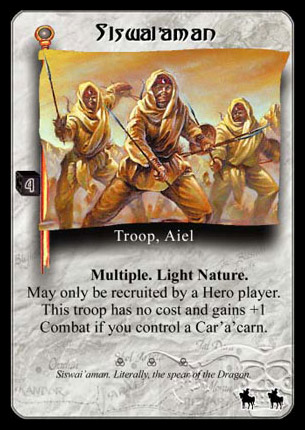 Siswai'aman
4
Troop, Aiel
Multiple. Light Nature.
May only be recruited by a Hero player.
This troop has no cost and gains +1
Combat if you control a Car'a'carn.
Siswai'aman. Literally, the spear of the Dragon.